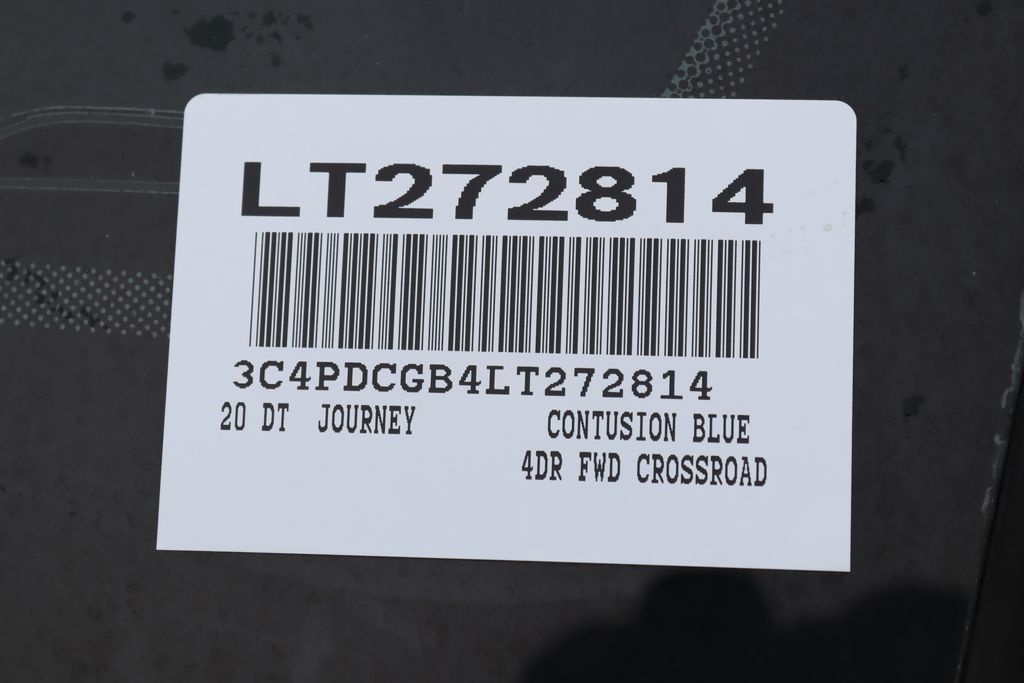 LT272814
3C4PDCGB4LT272814
20 DT JOURNEY CONTUSION BLUE
4DR FWD CROSSROAD